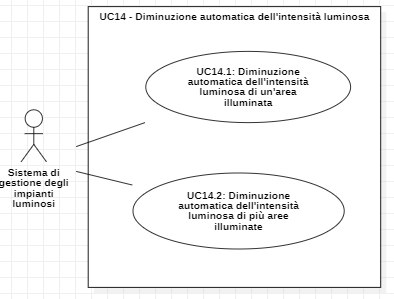 UC14 - Diminuzione automatica dell'intensità luminosa
UC14.1: Diminuzione
automatica dell'intensità
luminosa di un'area
illuminata
Sistema di
gestione degli
impianti
luminosi
UC14.2: Diminuzione
automatica dell'intensità
luminosa di più aree
illuminate